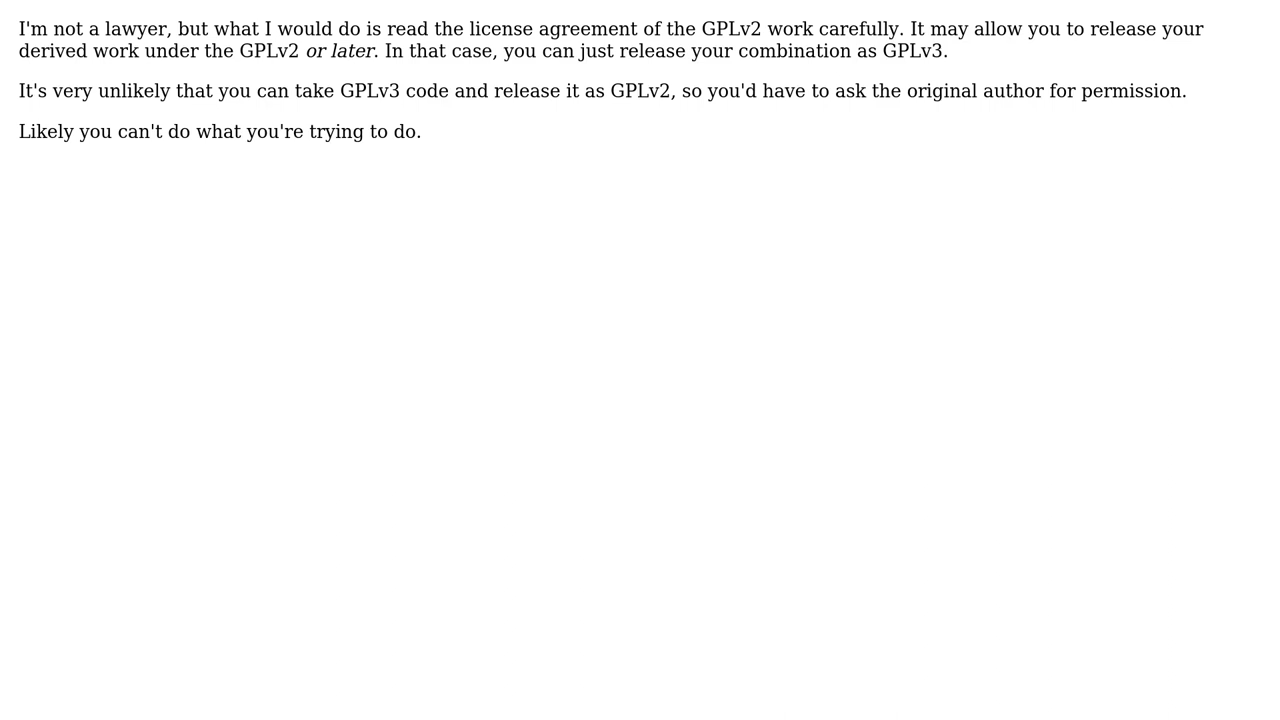 I'm not a lawyer, but what I would do is read the license agreement of the GPLv2 work carefully. It may allow you to release your
derived work under the GPLv2 or later. In that case, you can just release your combination as GPLv3.
It's very unlikely that you can take GPLv3 code and release it as GPLv2, so you'd have to ask the original author for permission.
Likely you can't do what you're trying to do.